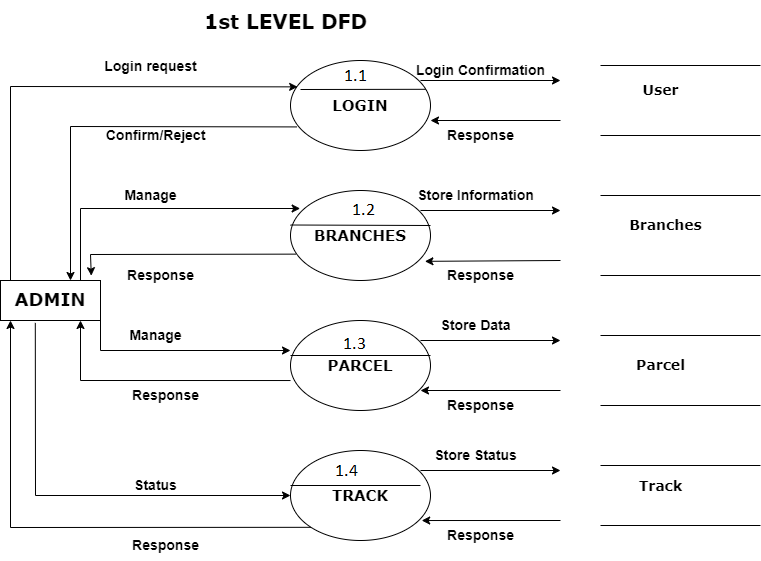 1st LEVEL DFD
Login request
1.1
Login Confirmation
User
LOGIN
Confirm/Reject
Response
Manage
1.2
Store Information
Branches
BRANCHES
Response
Response
ADMIN
Manage
1.3
Store Data
PARCEL
Parcel
Response
Response
1.4
Store Status
Status
TRACK
Track
Response
Response